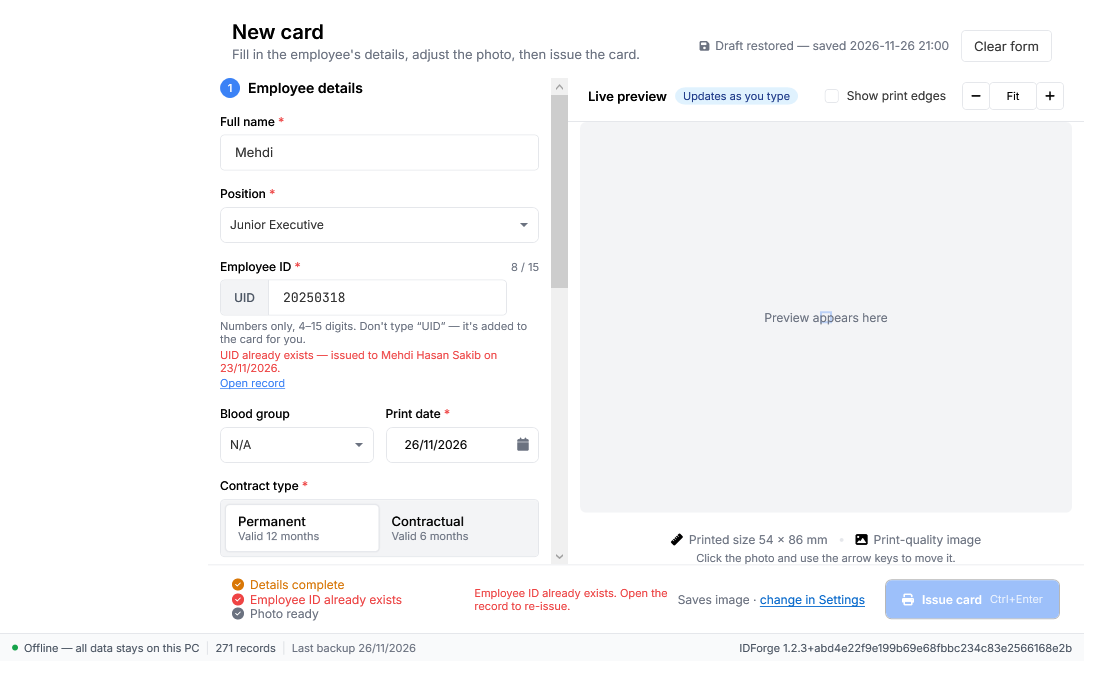 New card
Fill in the employee's details, adjust the photo, then issue the card.
Draft restored — saved 2026-11-26 21:00
Clear form
1 Employee details
Full name *
Mehdi
Position *
Junior Executive
Employee ID *
8 / 15
UID
20250318
Numbers only, 4–15 digits. Don't type “UID” — it's added to
the card for you.
UID already exists — issued to Mehdi Hasan Sakib on
23/11/2026.
Open record
Blood group
Print date *
N/A
26/11/2026
Contract type *
Permanent
Valid 12 months
Contractual
Valid 6 months
Live preview
Updates as you type
Show print edges
− Fit +
Preview appears here
Printed size 54 × 86 mm • Print-quality image
Click the photo and use the arrow keys to move it.
Details complete
Employee ID already exists
Photo ready
Employee ID already exists. Open the
record to re-issue.
Saves image · change in Settings
Issue card Ctrl+Enter
Offline — all data stays on this PC
271 records
Last backup 26/11/2026
IDForge 1.2.3+abd4e22f9e199b69e68fbbc234c83e2566168e2b